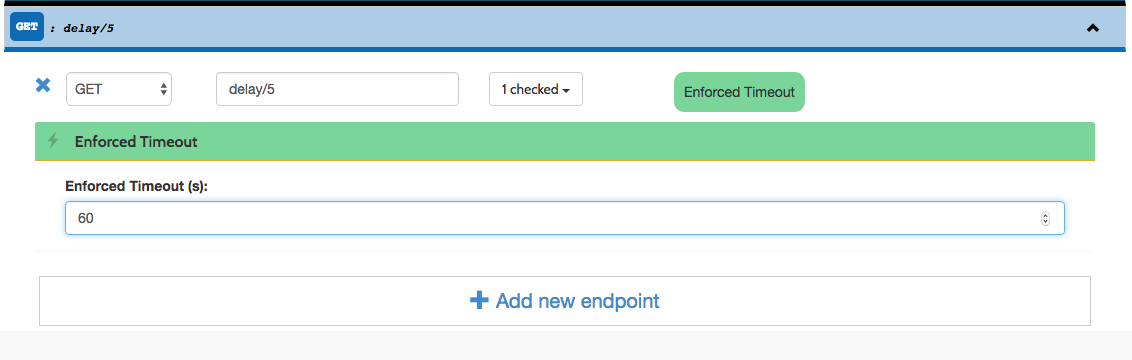 GET : delay/5
GET delay/5 1 checked Enforced Timeout
Enforced Timeout
Enforced Timeout (s):
60
Add new endpoint